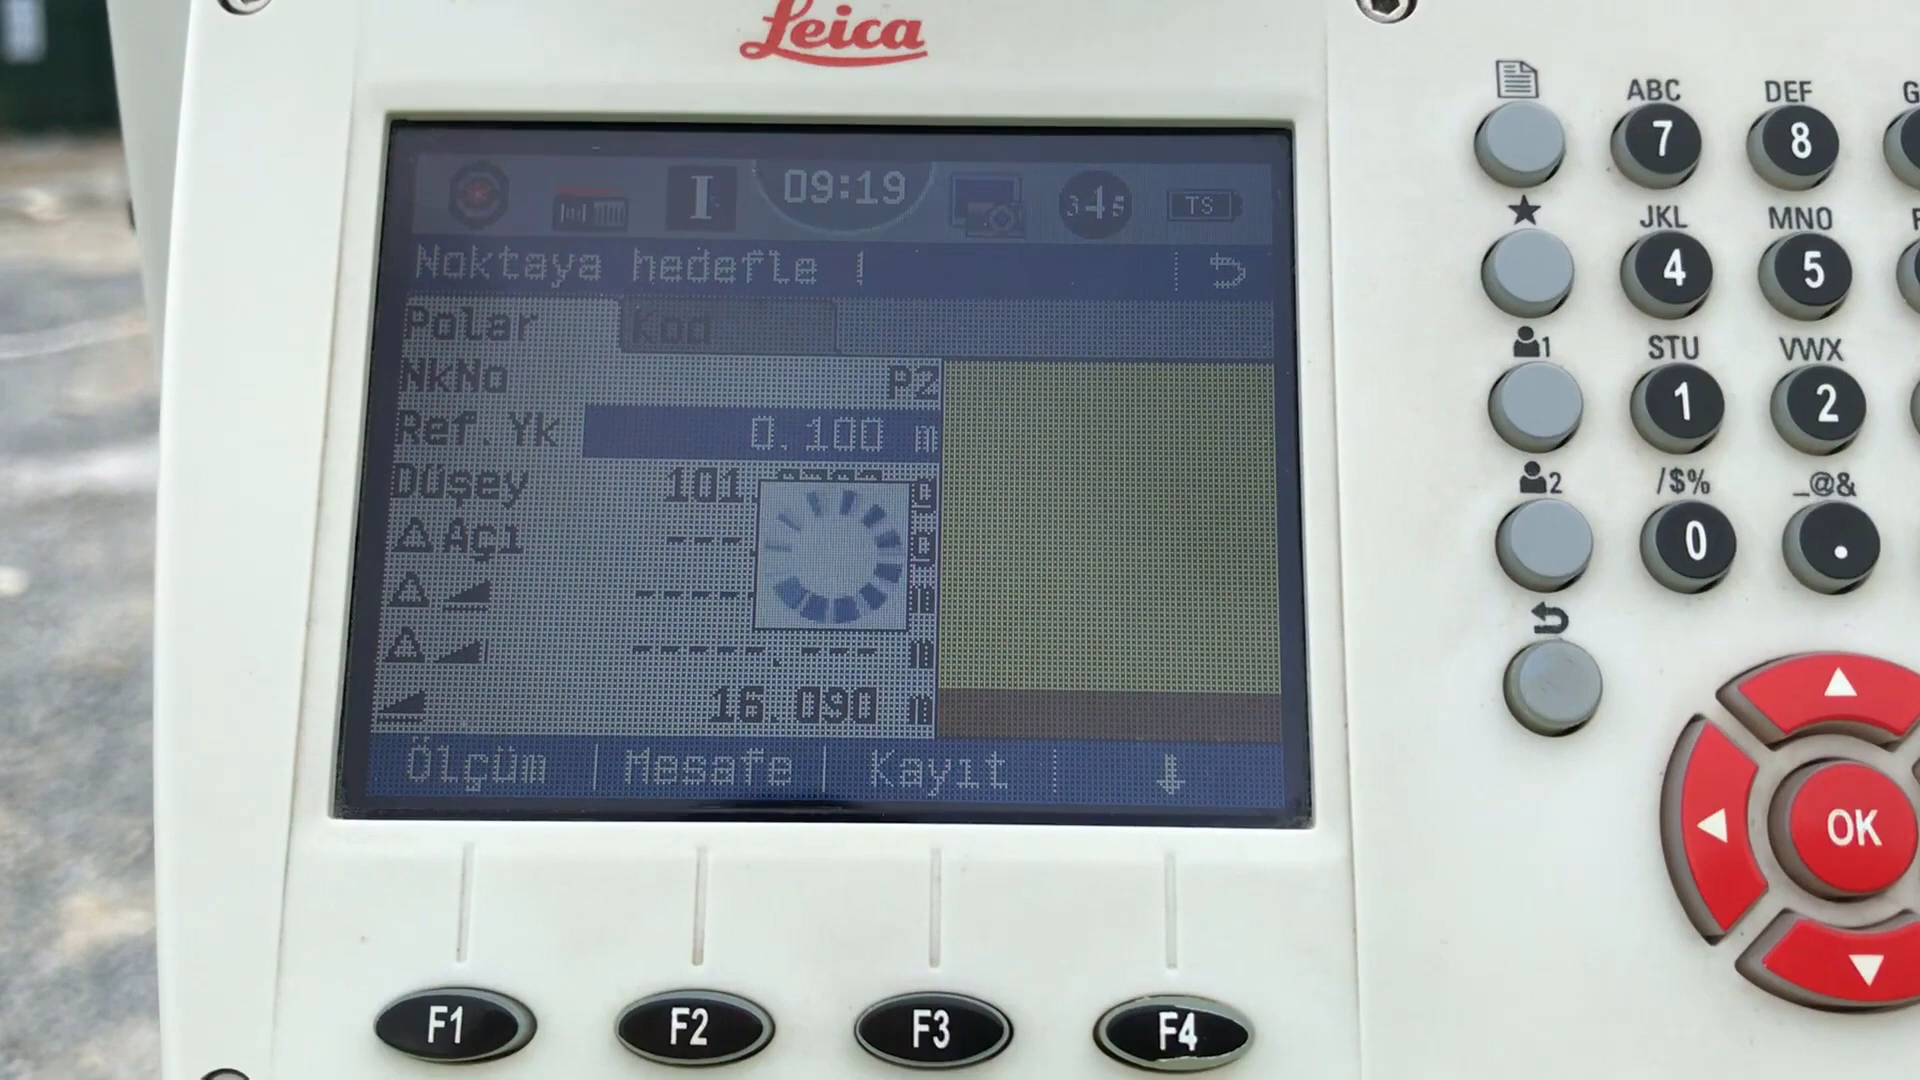 Leica
09:19
345
TS
Noktaya hedefle !
Polar Kod
NkNo P2
Ref. Yk 0.100 m
Düşey 101. g
Δ Açı ---. g
Δ -----. m
Δ -----.--- m
16.090 m
Ölçüm Mesafe Kayıt
F1 F2 F3 F4
ABC DEF
7 8
JKL MNO
4 5
1 STU VWX
1 2
2 /$% _@&
0 .
OK